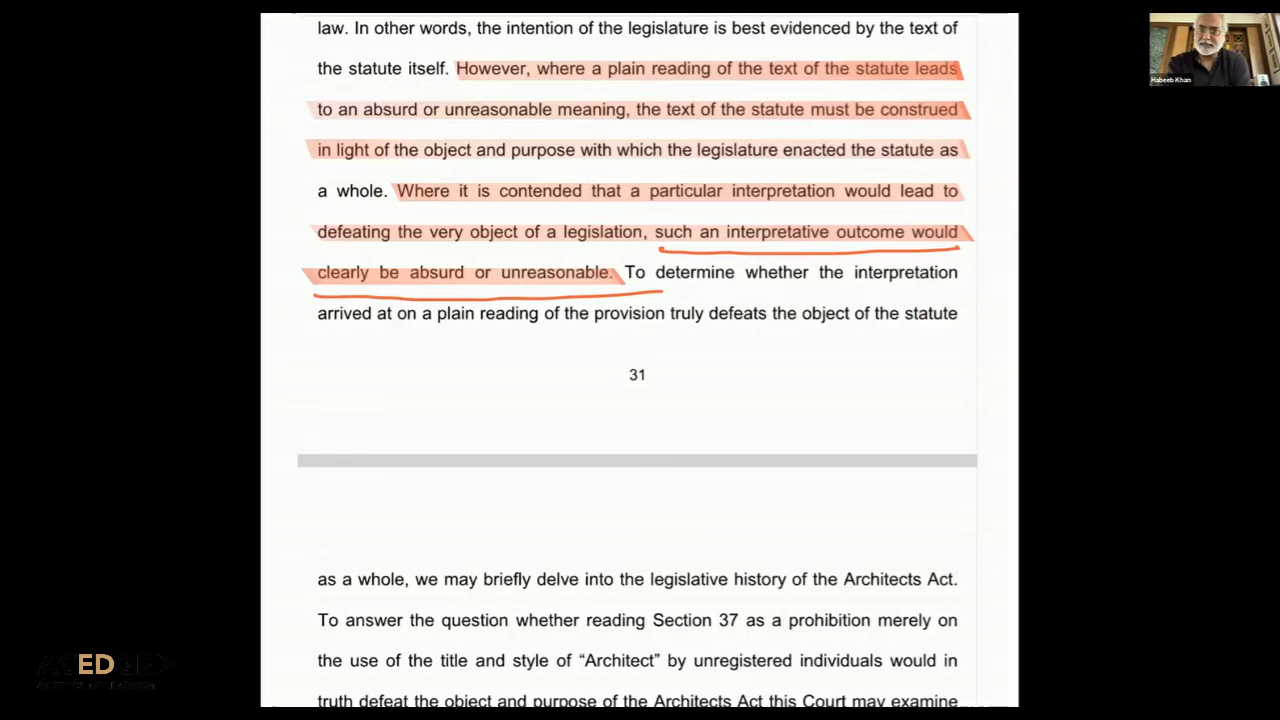 law. In other words, the intention of the legislature is best evidenced by the text of
the statute itself. However, where a plain reading of the text of the statute leads
to an absurd or unreasonable meaning, the text of the statute must be construed
in light of the object and purpose with which the legislature enacted the statute as
a whole. Where it is contended that a particular interpretation would lead to
defeating the very object of a legislation, such an interpretative outcome would
clearly be absurd or unreasonable. To determine whether the interpretation
arrived at on a plain reading of the provision truly defeats the object of the statute
31
as a whole, we may briefly delve into the legislative history of the Architects Act.
To answer the question whether reading Section 37 as a prohibition merely on
the use of the title and style of “Architect” by unregistered individuals would in
truth defeat the object and purpose of the Architects Act this Court may examine
Habeeb Khan
ACEDGE